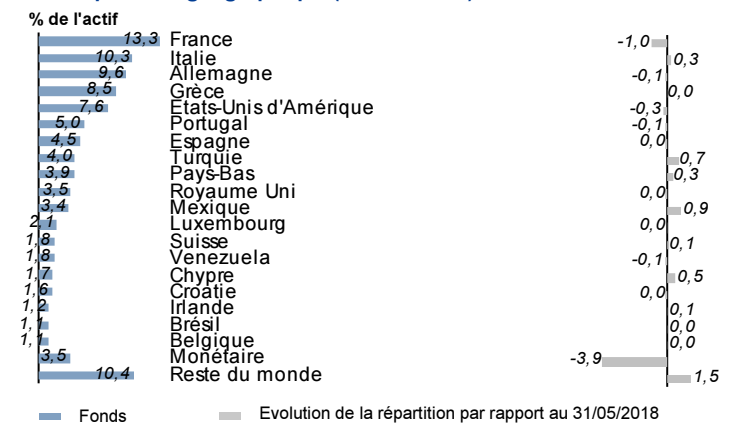 % de l'actif
13,3 France -1,0
10,3 Italie 0,3
9,6 Allemagne -0,1
8,5 Grèce 0,0
7,6 Etats-Unis d'Amérique -0,3
5,0 Portugal -0,1
4,5 Espagne 0,0
4,0 Turquie 0,7
3,9 Pays-Bas 0,3
3,5 Royaume Uni 0,0
3,4 Mexique 0,9
2,1 Luxembourg 0,0
1,8 Suisse 0,1
1,8 Venezuela -0,1
1,7 Chypre 0,5
1,6 Croatie 0,0
1,2 Irlande 0,1
1,1 Brésil 0,0
1,1 Belgique 0,0
3,5 Monétaire -3,9
10,4 Reste du monde 1,5
Fonds Evolution de la répartition par rapport au 31/05/2018